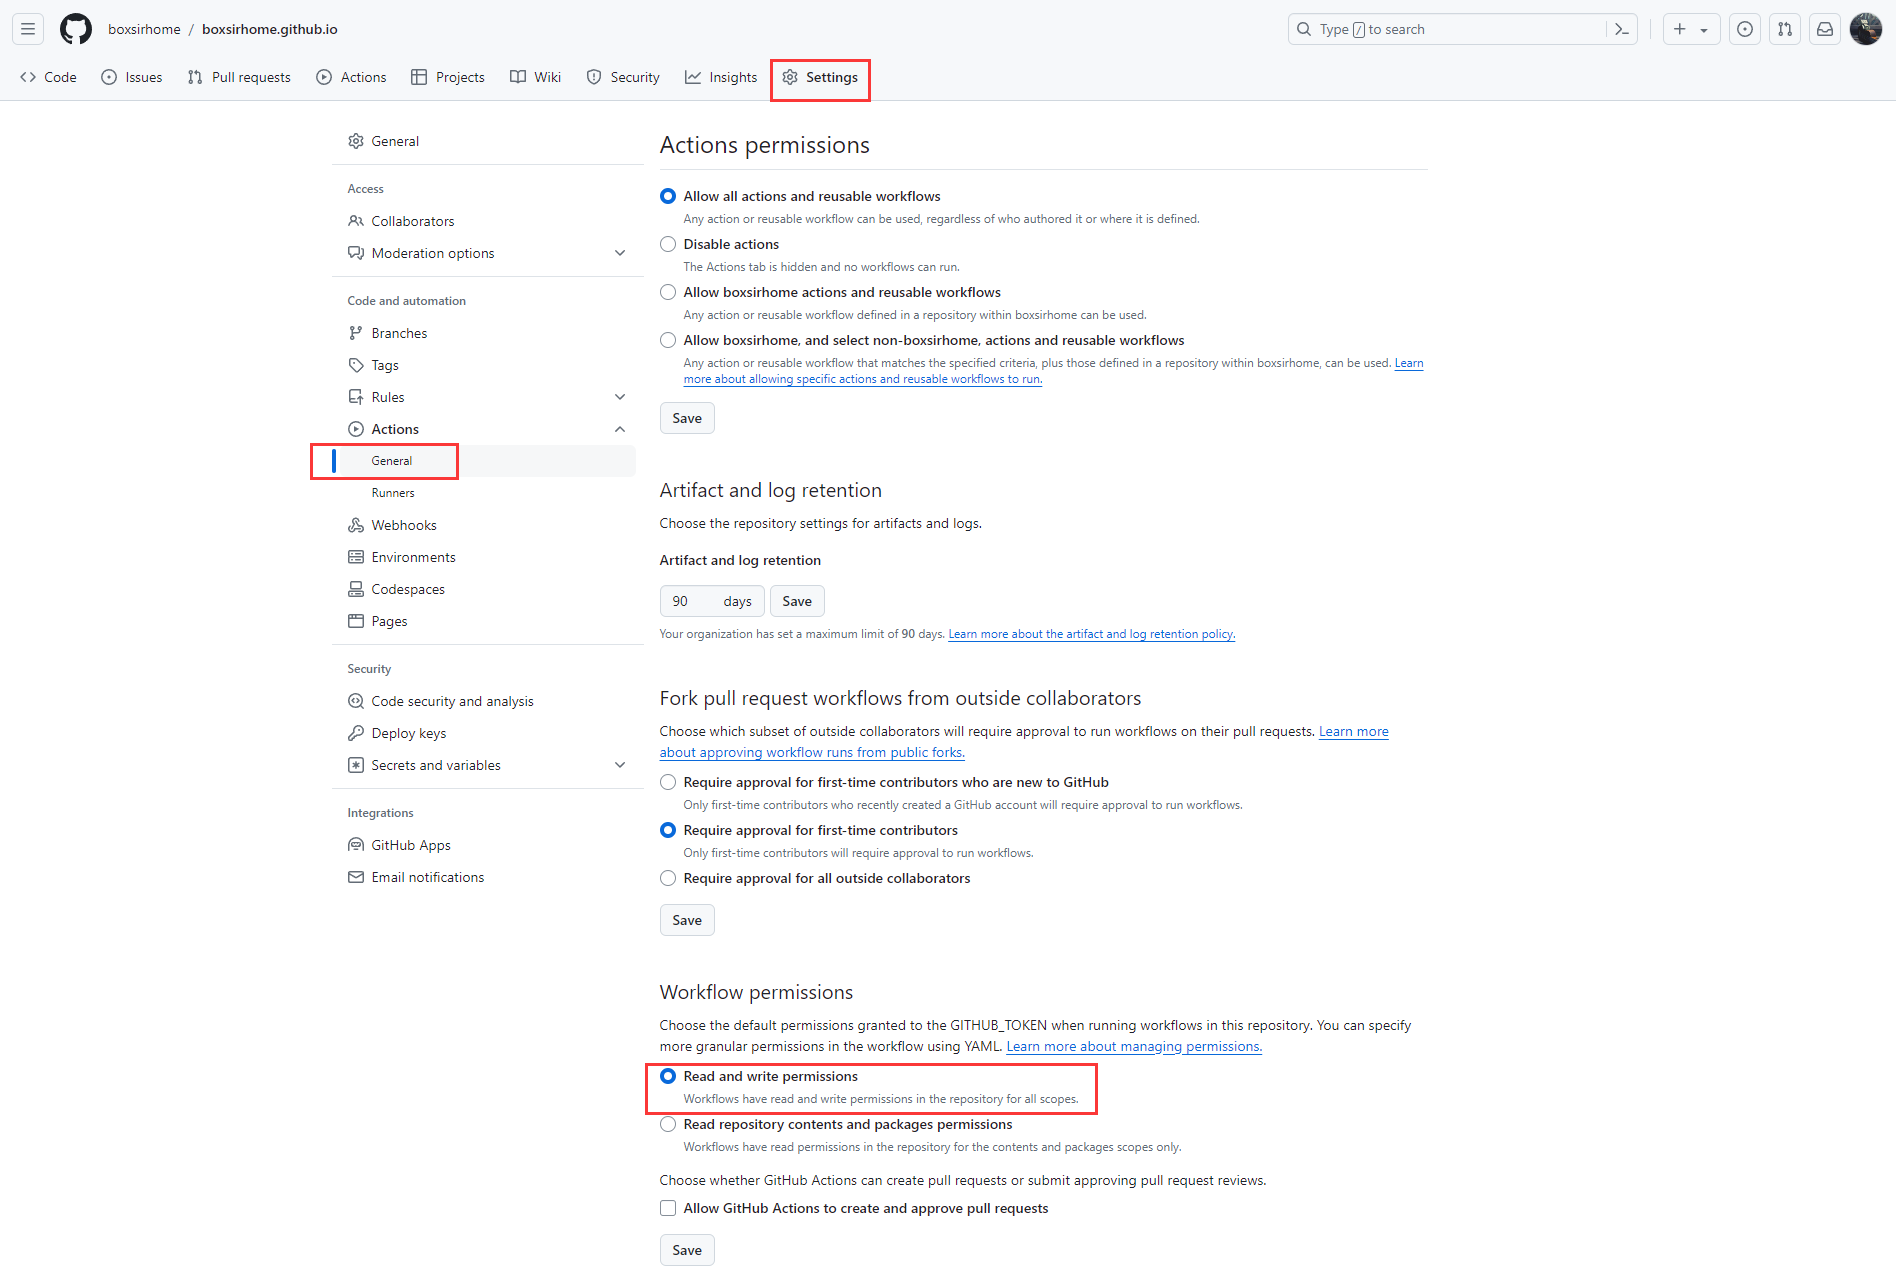 boxsirhome / boxsirhome.github.io
Type / to search
Code
Issues
Pull requests
Actions
Projects
Wiki
Security
Insights
Settings
General
Access
Collaborators
Moderation options
Code and automation
Branches
Tags
Rules
Actions
General
Runners
Webhooks
Environments
Codespaces
Pages
Security
Code security and analysis
Deploy keys
Secrets and variables
Integrations
GitHub Apps
Email notifications
Actions permissions
Allow all actions and reusable workflows
Any action or reusable workflow can be used, regardless of who authored it or where it is defined.
Disable actions
The Actions tab is hidden and no workflows can run.
Allow boxsirhome actions and reusable workflows
Any action or reusable workflow defined in a repository within boxsirhome can be used.
Allow boxsirhome, and select non-boxsirhome, actions and reusable workflows
Any action or reusable workflow that matches the specified criteria, plus those defined in a repository within boxsirhome, can be used. Learn
more about allowing specific actions and reusable workflows to run.
Save
Artifact and log retention
Choose the repository settings for artifacts and logs.
Artifact and log retention
90 days Save
Your organization has set a maximum limit of 90 days. Learn more about the artifact and log retention policy.
Fork pull request workflows from outside collaborators
Choose which subset of outside collaborators will require approval to run workflows on their pull requests. Learn more
about approving workflow runs from public forks.
Require approval for first-time contributors who are new to GitHub
Only first-time contributors who recently created a GitHub account will require approval to run workflows.
Require approval for first-time contributors
Only first-time contributors will require approval to run workflows.
Require approval for all outside collaborators
Save
Workflow permissions
Choose the default permissions granted to the GITHUB_TOKEN when running workflows in this repository. You can specify
more granular permissions in the workflow using YAML. Learn more about managing permissions.
Read and write permissions
Workflows have read and write permissions in the repository for all scopes.
Read repository contents and packages permissions
Workflows have read permissions in the repository for the contents and packages scopes only.
Choose whether GitHub Actions can create pull requests or submit approving pull request reviews.
Allow GitHub Actions to create and approve pull requests
Save